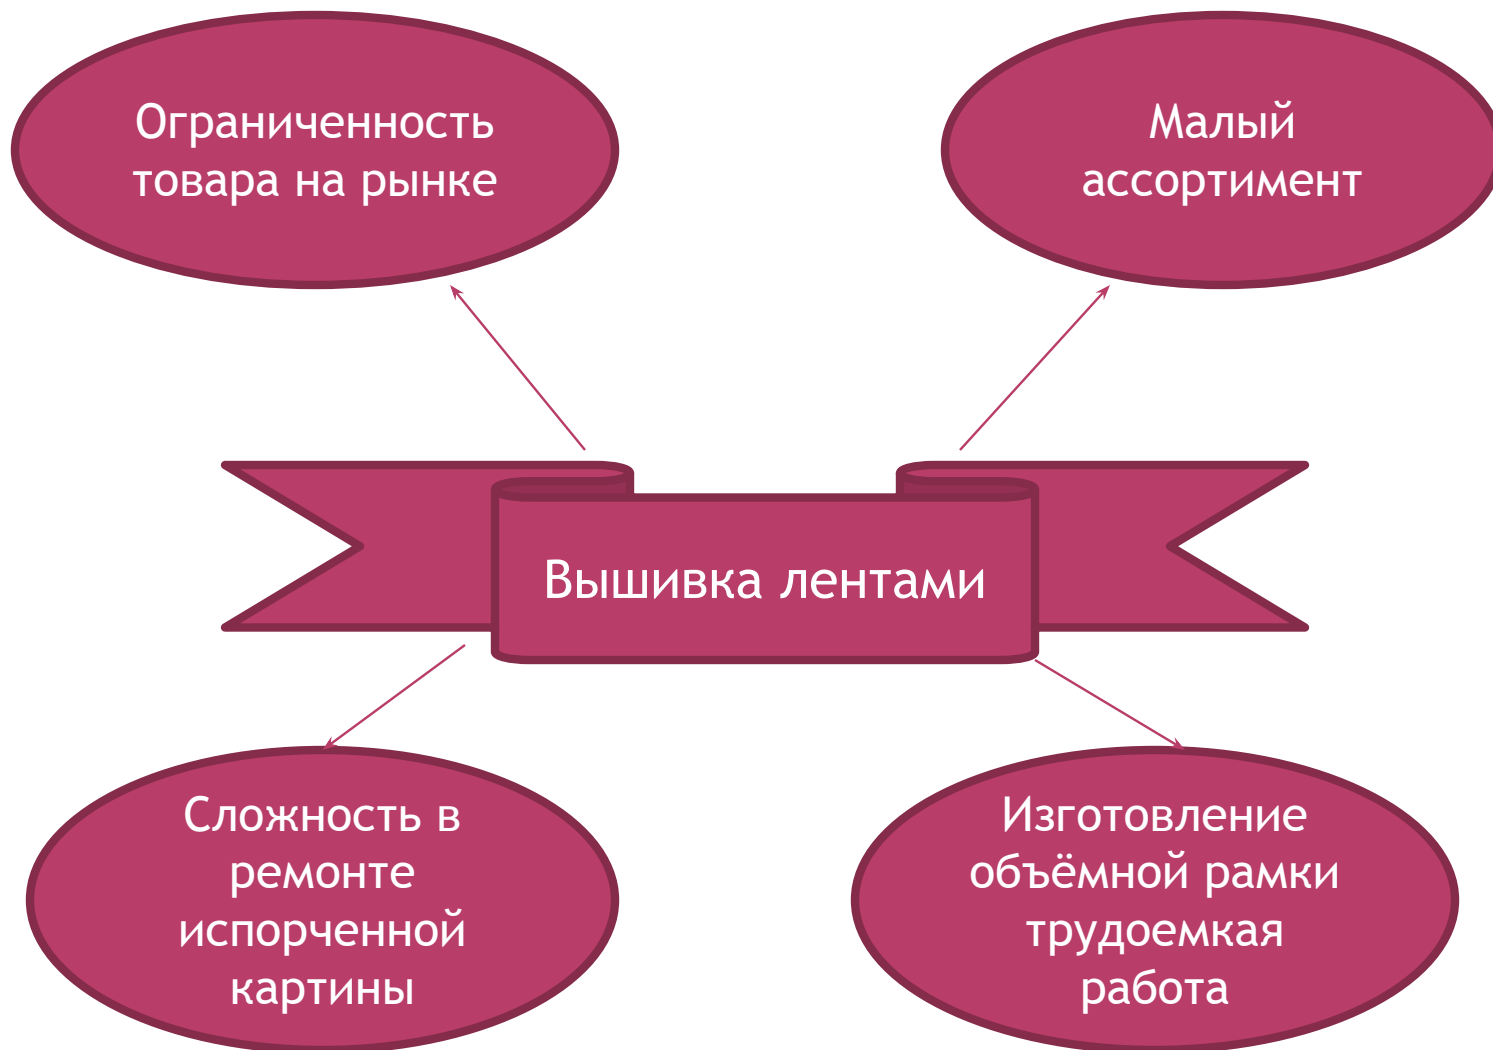 Ограниченность
товара на рынке
Малый
ассортимент
Вышивка лентами
Сложность в
ремонте
испорченной
картины
Изготовление
объёмной рамки
трудоемкая
работа